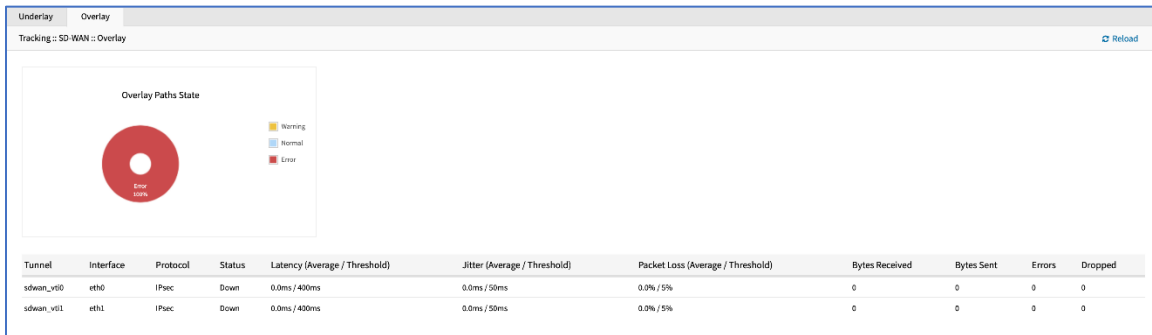 Underlay Overlay
Tracking :: SD-WAN :: Overlay Reload
Overlay Paths State
Warning
Normal
Error
Error
100%
Tunnel Interface Protocol Status Latency (Average / Threshold) Jitter (Average / Threshold) Packet Loss (Average / Threshold) Bytes Received Bytes Sent Errors Dropped
sdwan_vti0 eth0 IPsec Down 0.0ms / 400ms 0.0ms / 50ms 0.0% / 5% 0 0 0 0
sdwan_vti1 eth1 IPsec Down 0.0ms / 400ms 0.0ms / 50ms 0.0% / 5% 0 0 0 0